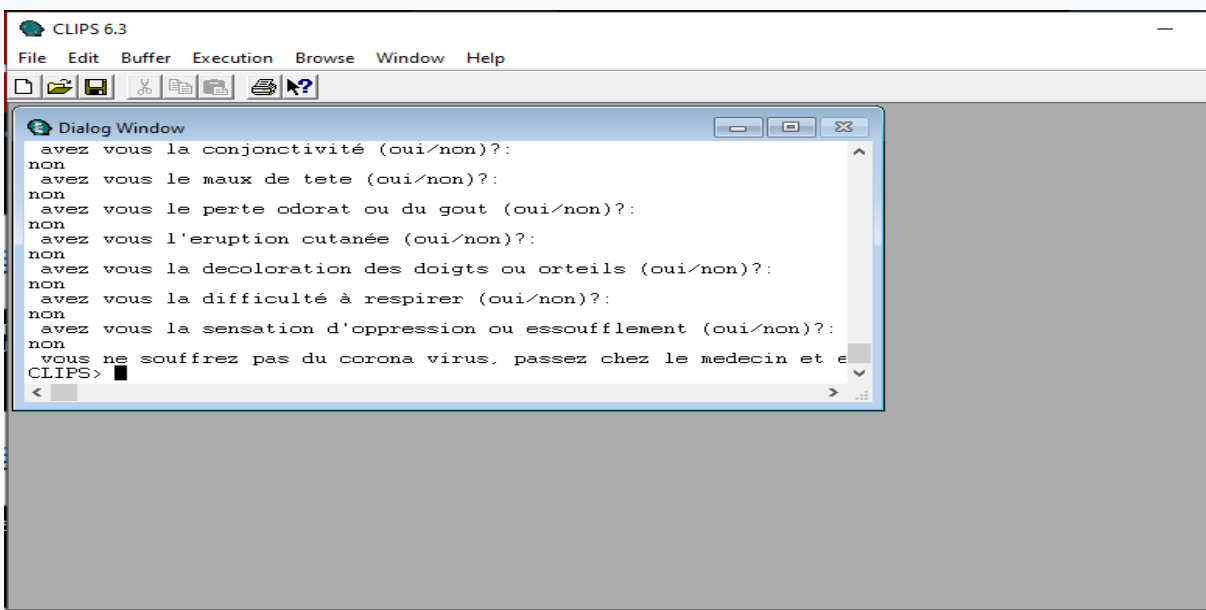 CLIPS 6.3
File Edit Buffer Execution Browse Window Help
Dialog Window
avez vous la conjonctivité (oui/non)?:
non
avez vous le maux de tete (oui/non)?:
non
avez vous le perte odorat ou du gout (oui/non)?:
non
avez vous l'eruption cutanée (oui/non)?:
non
avez vous la decoloration des doigts ou orteils (oui/non)?:
non
avez vous la difficulté à respirer (oui/non)?:
non
avez vous la sensation d'oppression ou essoufflement (oui/non)?:
non
vous ne souffrez pas du corona virus, passez chez le medecin et
CLIPS>